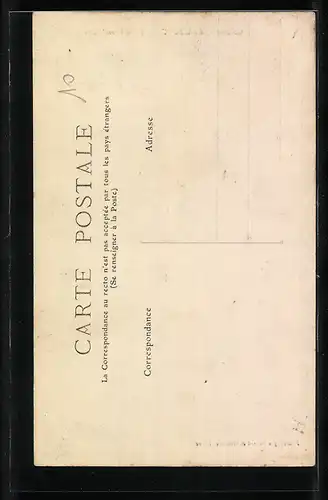 10
CARTE POSTALE
La Correspondance au recto n'est pas acceptée par tous les pays étrangers
(Se renseigner à la Poste)
Correspondance
Adresse